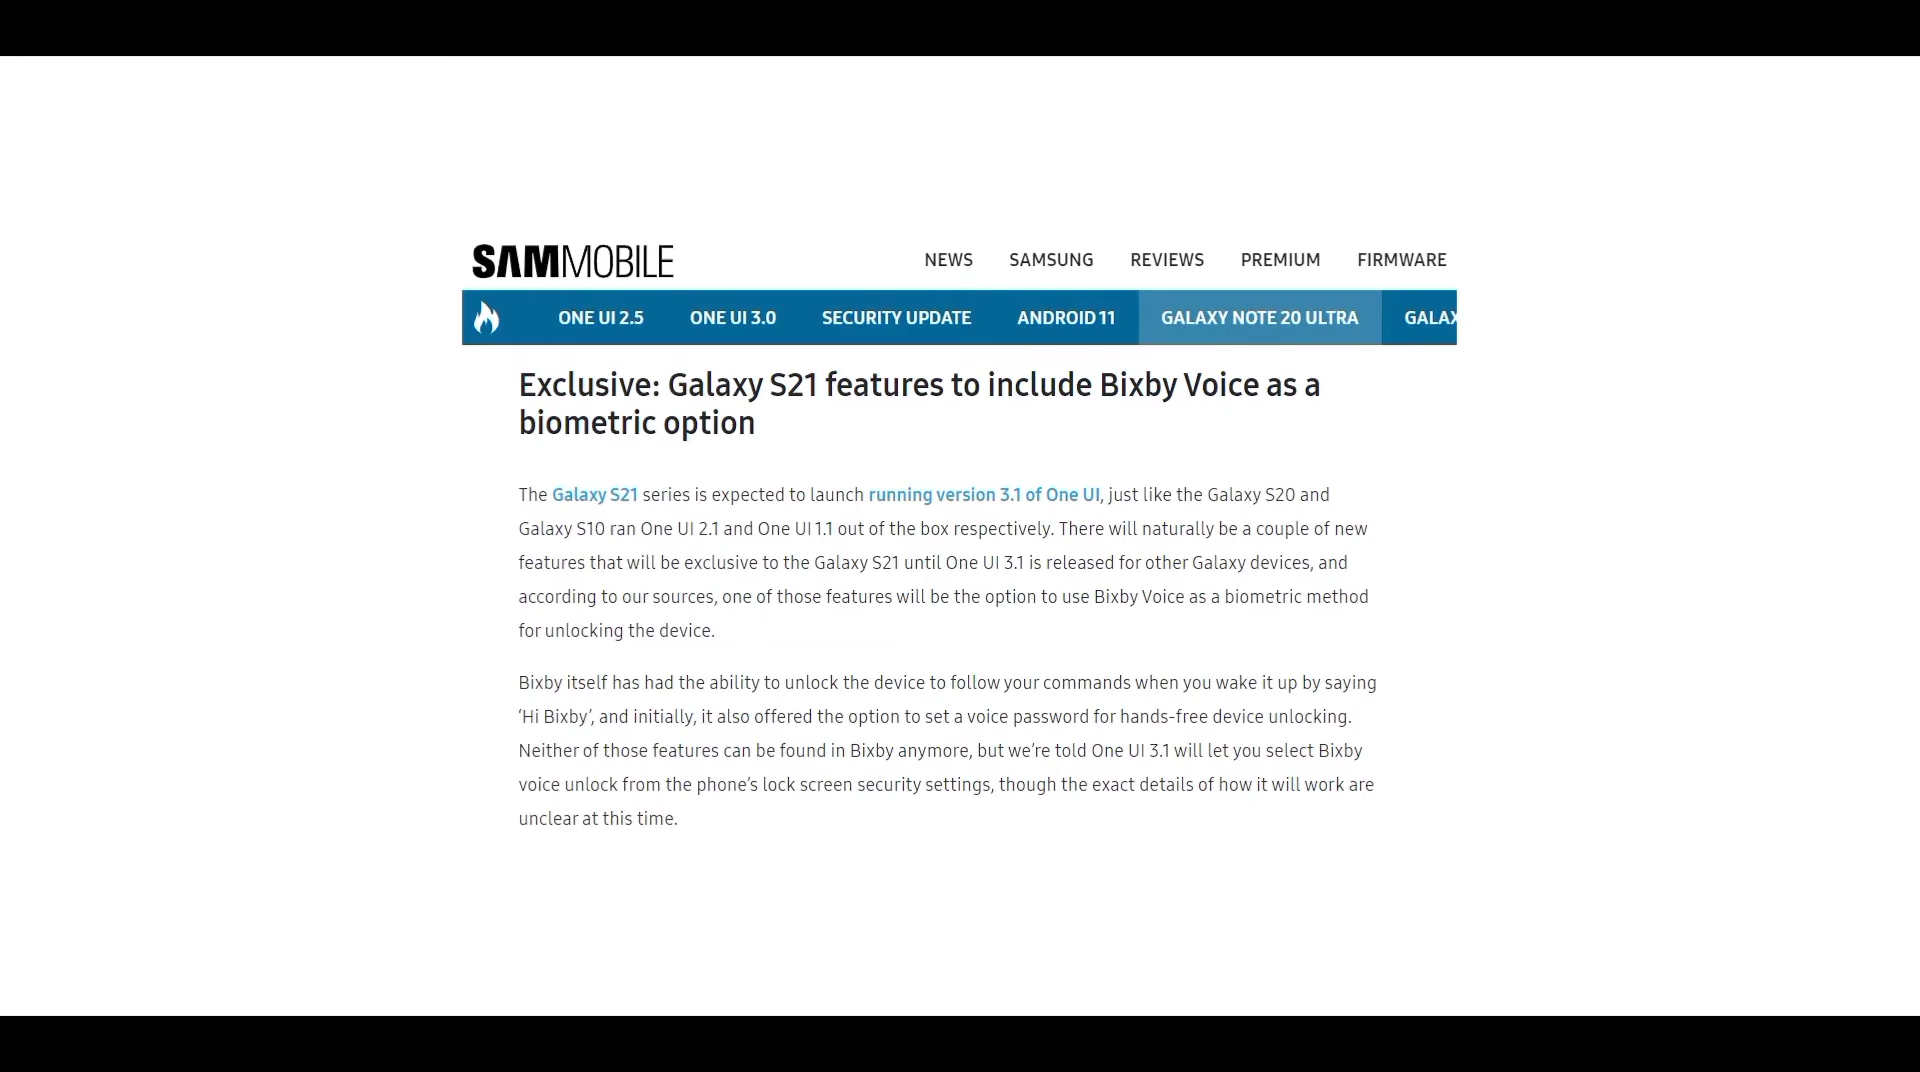 SAMMOBILE
NEWS SAMSUNG REVIEWS PREMIUM FIRMWARE
ONE UI 2.5 ONE UI 3.0 SECURITY UPDATE ANDROID 11 GALAXY NOTE 20 ULTRA GALAX
Exclusive: Galaxy S21 features to include Bixby Voice as a
biometric option
The Galaxy S21 series is expected to launch running version 3.1 of One UI, just like the Galaxy S20 and
Galaxy S10 ran One UI 2.1 and One UI 1.1 out of the box respectively. There will naturally be a couple of new
features that will be exclusive to the Galaxy S21 until One UI 3.1 is released for other Galaxy devices, and
according to our sources, one of those features will be the option to use Bixby Voice as a biometric method
for unlocking the device.
Bixby itself has had the ability to unlock the device to follow your commands when you wake it up by saying
‘Hi Bixby’, and initially, it also offered the option to set a voice password for hands-free device unlocking.
Neither of those features can be found in Bixby anymore, but we’re told One UI 3.1 will let you select Bixby
voice unlock from the phone’s lock screen security settings, though the exact details of how it will work are
unclear at this time.